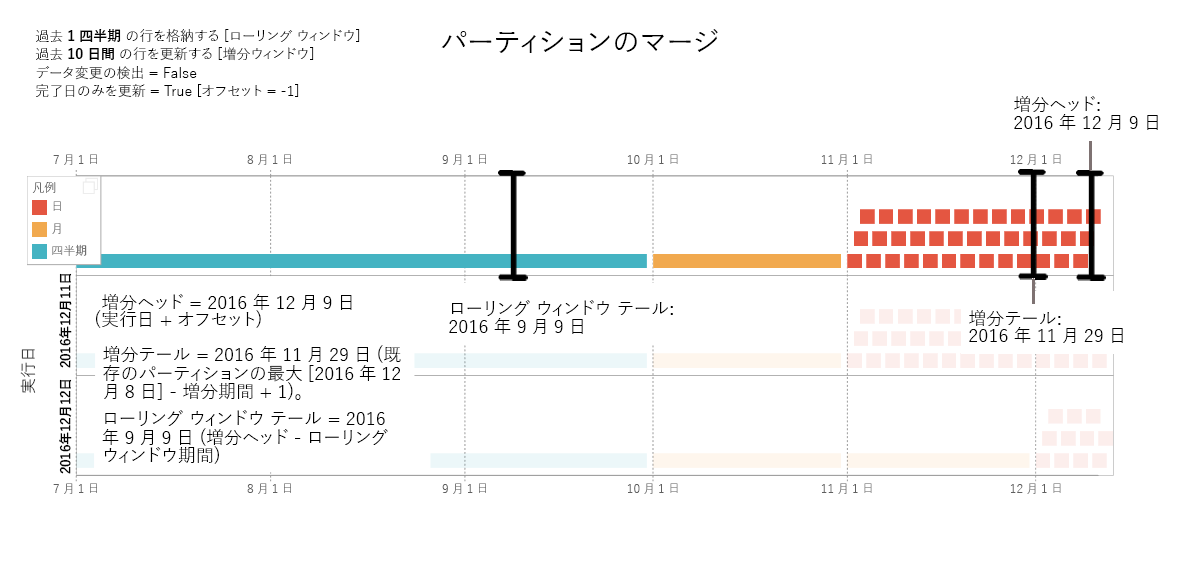 過去 1 四半期 の行を格納する [ローリング ウィンドウ]
過去 10 日間 の行を更新する [増分ウィンドウ]
データ変更の検出 = False
完了日のみを更新 = True [オフセット = -1]
パーティションのマージ
増分ヘッド:
2016 年 12 月 9 日
7 月 1 日
8 月 1 日
9 月 1 日
10 月 1 日
11 月 1 日
12 月 1 日
凡例
日
月
四半期
実行日
2016年12月11日
2016年12月12日
増分ヘッド = 2016 年 12 月 9 日
(実行日 + オフセット)
増分テール = 2016 年 11 月 29 日 (既
存のパーティションの最大 [2016 年 12
月 8 日] - 増分期間 + 1)。
ローリング ウィンドウ テール = 2016
年 9 月 9 日 (増分ヘッド - ローリング
ウィンドウ期間)
ローリング ウィンドウ テール:
2016 年 9 月 9 日
増分テール:
2016 年 11 月 29 日
7 月 1 日
8 月 1 日
9 月 1 日
10 月 1 日
11 月 1 日
12 月 1 日